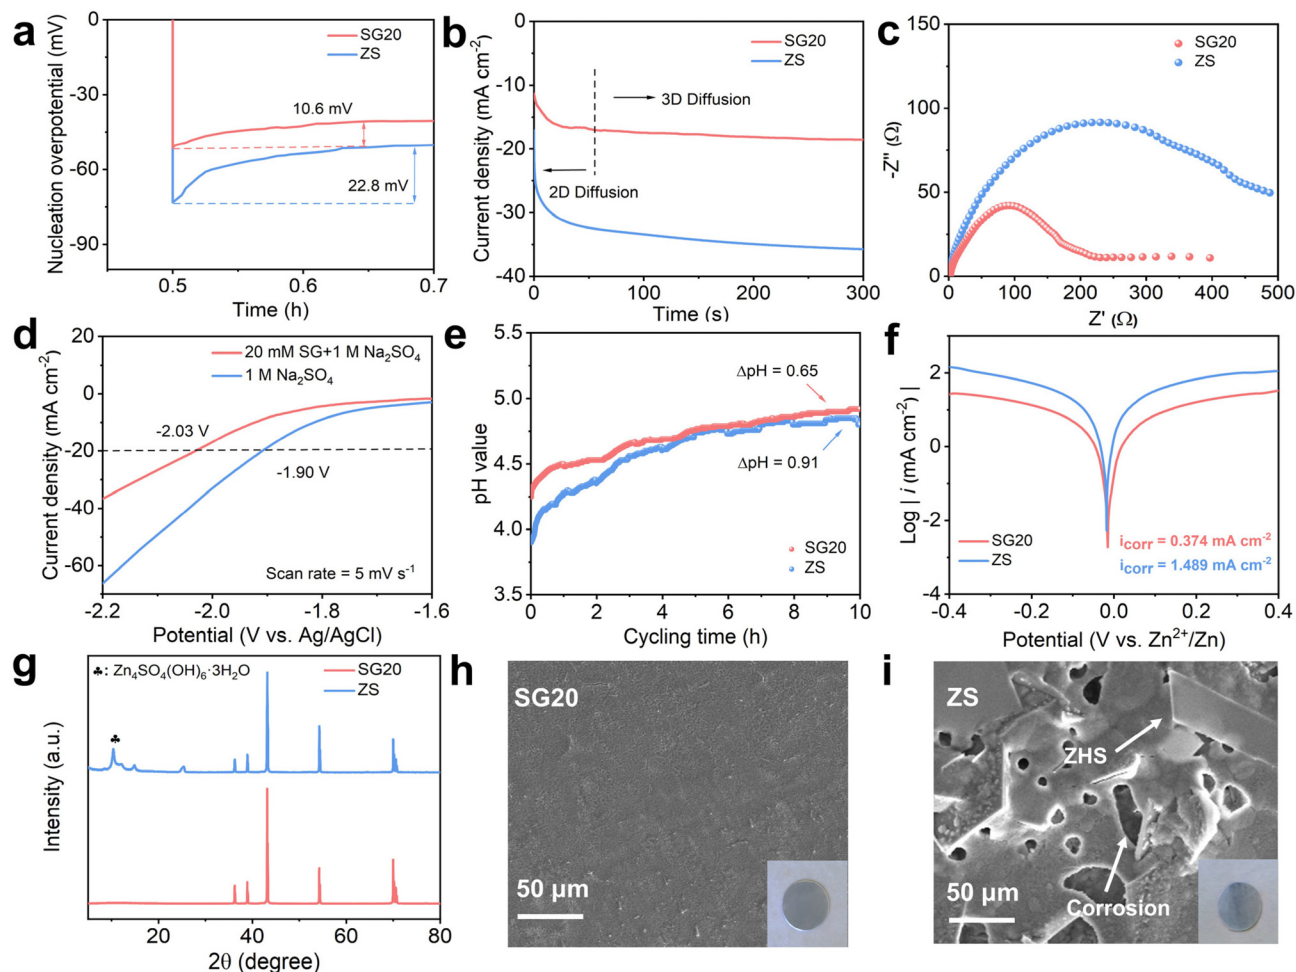 a
Nucleation overpotential (mV)
0
-30
-60
-90
SG20
ZS
10.6 mV
22.8 mV
0.5
0.6
0.7
Time (h)
b
Current density (mA cm⁻²)
0
-10
-20
-30
-40
SG20
ZS
3D Diffusion
2D Diffusion
0
100
200
300
Time (s)
c
-Z" (Ω)
150
100
50
0
SG20
ZS
0
100
200
300
400
500
Z' (Ω)
d
Current density (mA cm⁻²)
20
0
-20
-40
-60
20 mM SG+1 M Na₂SO₄
1 M Na₂SO₄
-2.03 V
-1.90 V
Scan rate = 5 mV s⁻¹
-2.2
-2.0
-1.8
-1.6
Potential (V vs. Ag/AgCl)
e
pH value
5.5
5.0
4.5
4.0
3.5
ΔpH = 0.65
ΔpH = 0.91
SG20
ZS
0
2
4
6
8
10
Cycling time (h)
f
Log | i (mA cm⁻²) |
2
0
-2
-4
SG20
ZS
icorr = 0.374 mA cm⁻²
icorr = 1.489 mA cm⁻²
-0.4
-0.2
0.0
0.2
0.4
Potential (V vs. Zn²⁺/Zn)
g
Intensity (a.u.)
♣: Zn₄SO₄(OH)₆·3H₂O
SG20
ZS
♣
20
40
60
80
2θ (degree)
h
SG20
50 μm
i
ZS
ZHS
Corrosion
50 μm